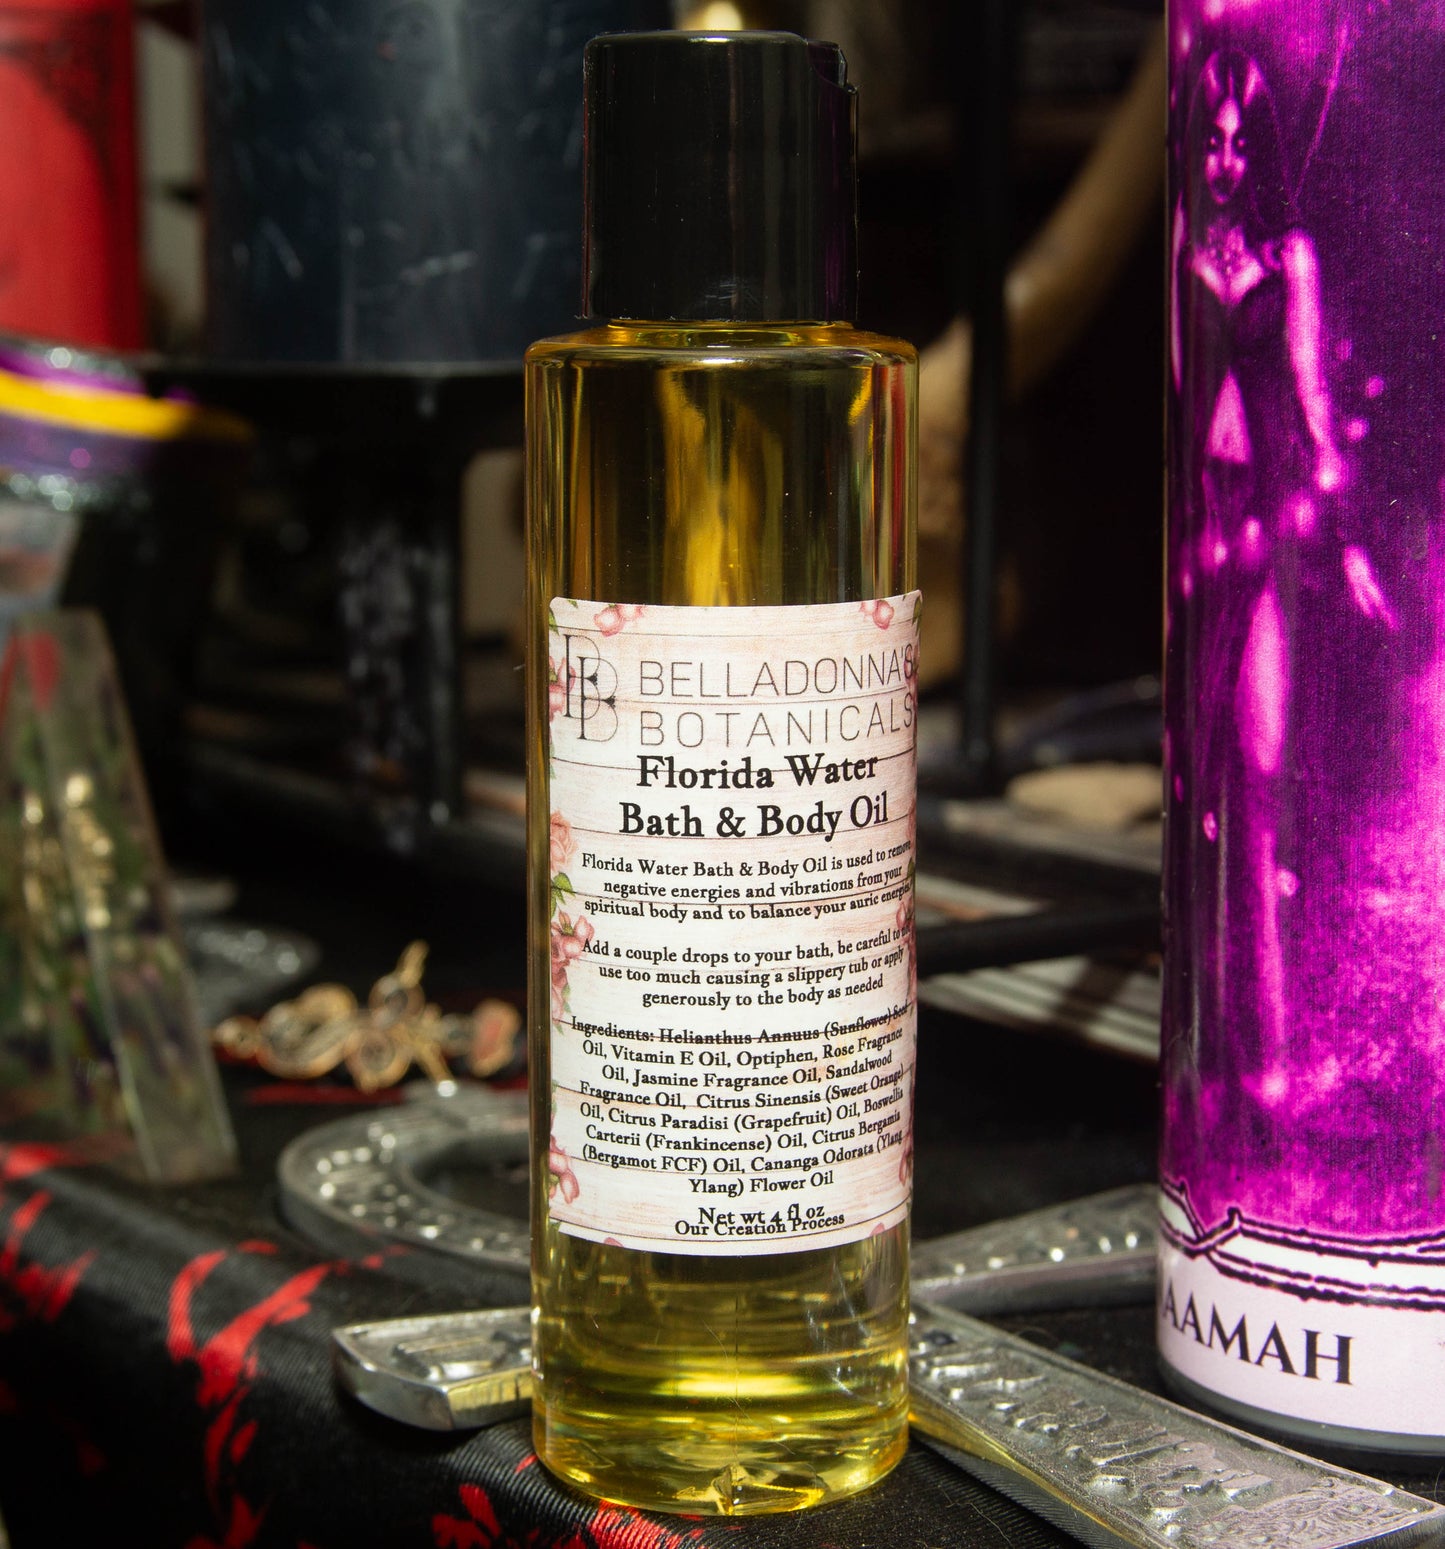 BB BELLADONNA'S
BOTANICALS
Florida Water
Bath & Body Oil
Florida Water Bath & Body Oil is used to remove
negative energies and vibrations from your
spiritual body and to balance your auric energies
Add a couple drops to your bath, be careful to
use too much causing a slippery tub or apply
generously to the body as needed
Ingredients: Helianthus Annuus (Sunflower) Seed
Oil, Vitamin E Oil, Optiphen, Rose Fragrance
Oil, Jasmine Fragrance Oil, Sandalwood
Fragrance Oil, Citrus Sinensis (Sweet Orange)
Oil, Citrus Paradisi (Grapefruit) Oil, Boswellia
Carterii (Frankincense) Oil, Citrus Bergamia
(Bergamot FCF) Oil, Cananga Odorata (Ylang
Ylang) Flower Oil
Net wt 4 fl oz
Our Creation Process
AAMAH